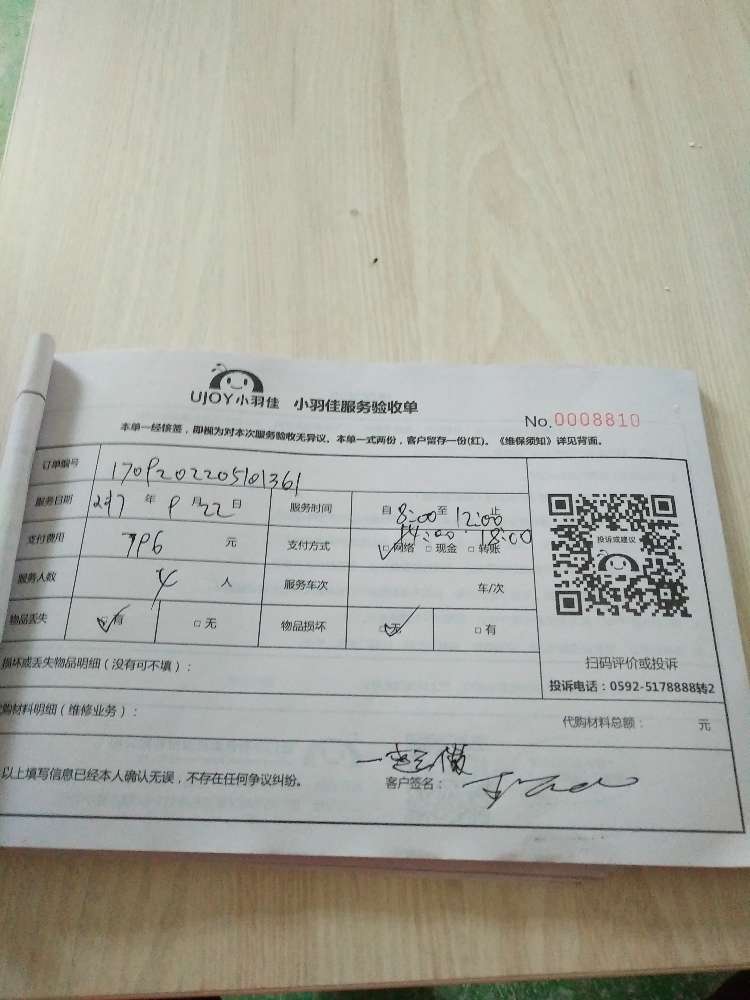 UJOY小羽佳 小羽佳服务验收单
No.0008810
本单一经接签，即视为对本次服务验收无异议。本单一式两份，客户留存一份(红)。《维保须知》详见背面。
订单编号 1709202205101361
服务日期 年 9 月 22 日 服务时间 自 8:00 至 12:00 止
14:00 18:00
支付费用 796 元 支付方式 □网络 □现金 □转账
服务人数 4 人 服务车次 车/次
物品丢失 □有 □无 物品损坏 □无 □有
投诉或建议
扫码评价或投诉
投诉电话：0592-5178888转2
损坏或丢失物品明细（没有可不填）：
代购材料明细（维修业务）： 代购材料总额： 元
以上填写信息已经本人确认无误，不存在任何争议纠纷。 客户签名：